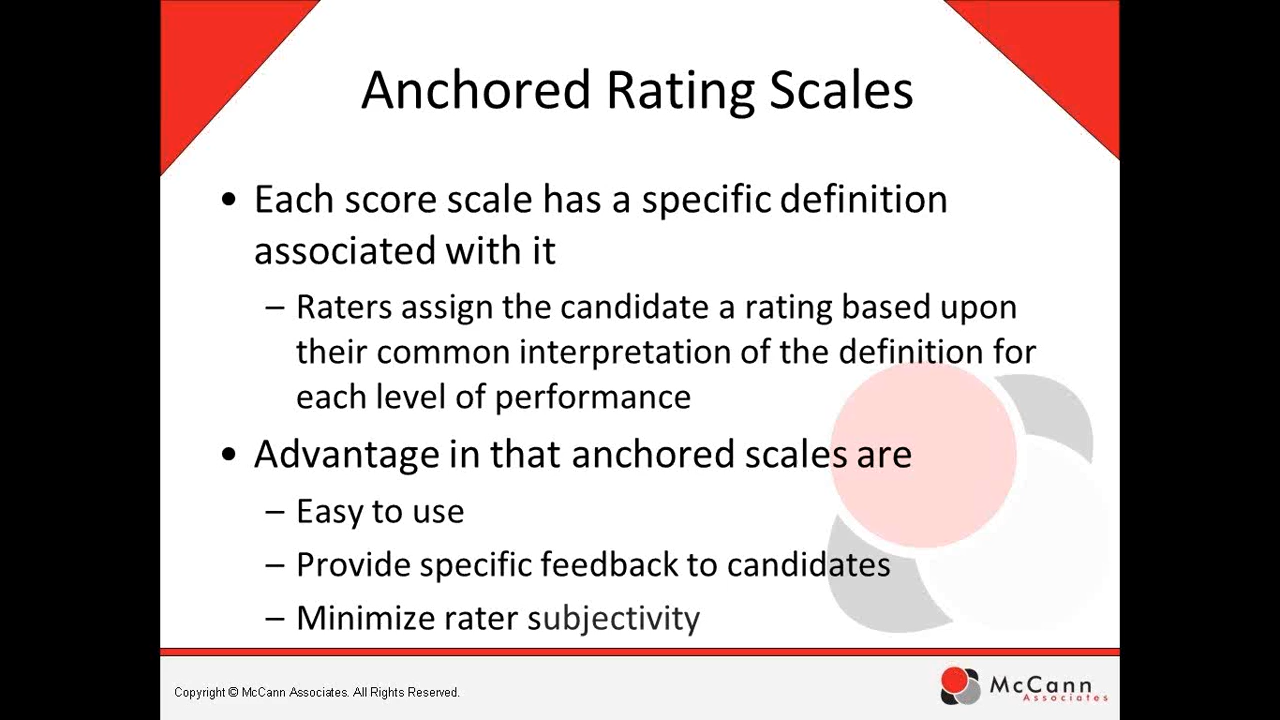 Anchored Rating Scales
• Each score scale has a specific definition
associated with it
– Raters assign the candidate a rating based upon
their common interpretation of the definition for
each level of performance
• Advantage in that anchored scales are
– Easy to use
– Provide specific feedback to candidates
– Minimize rater subjectivity
Copyright © McCann Associates. All Rights Reserved.
McCann
Associates